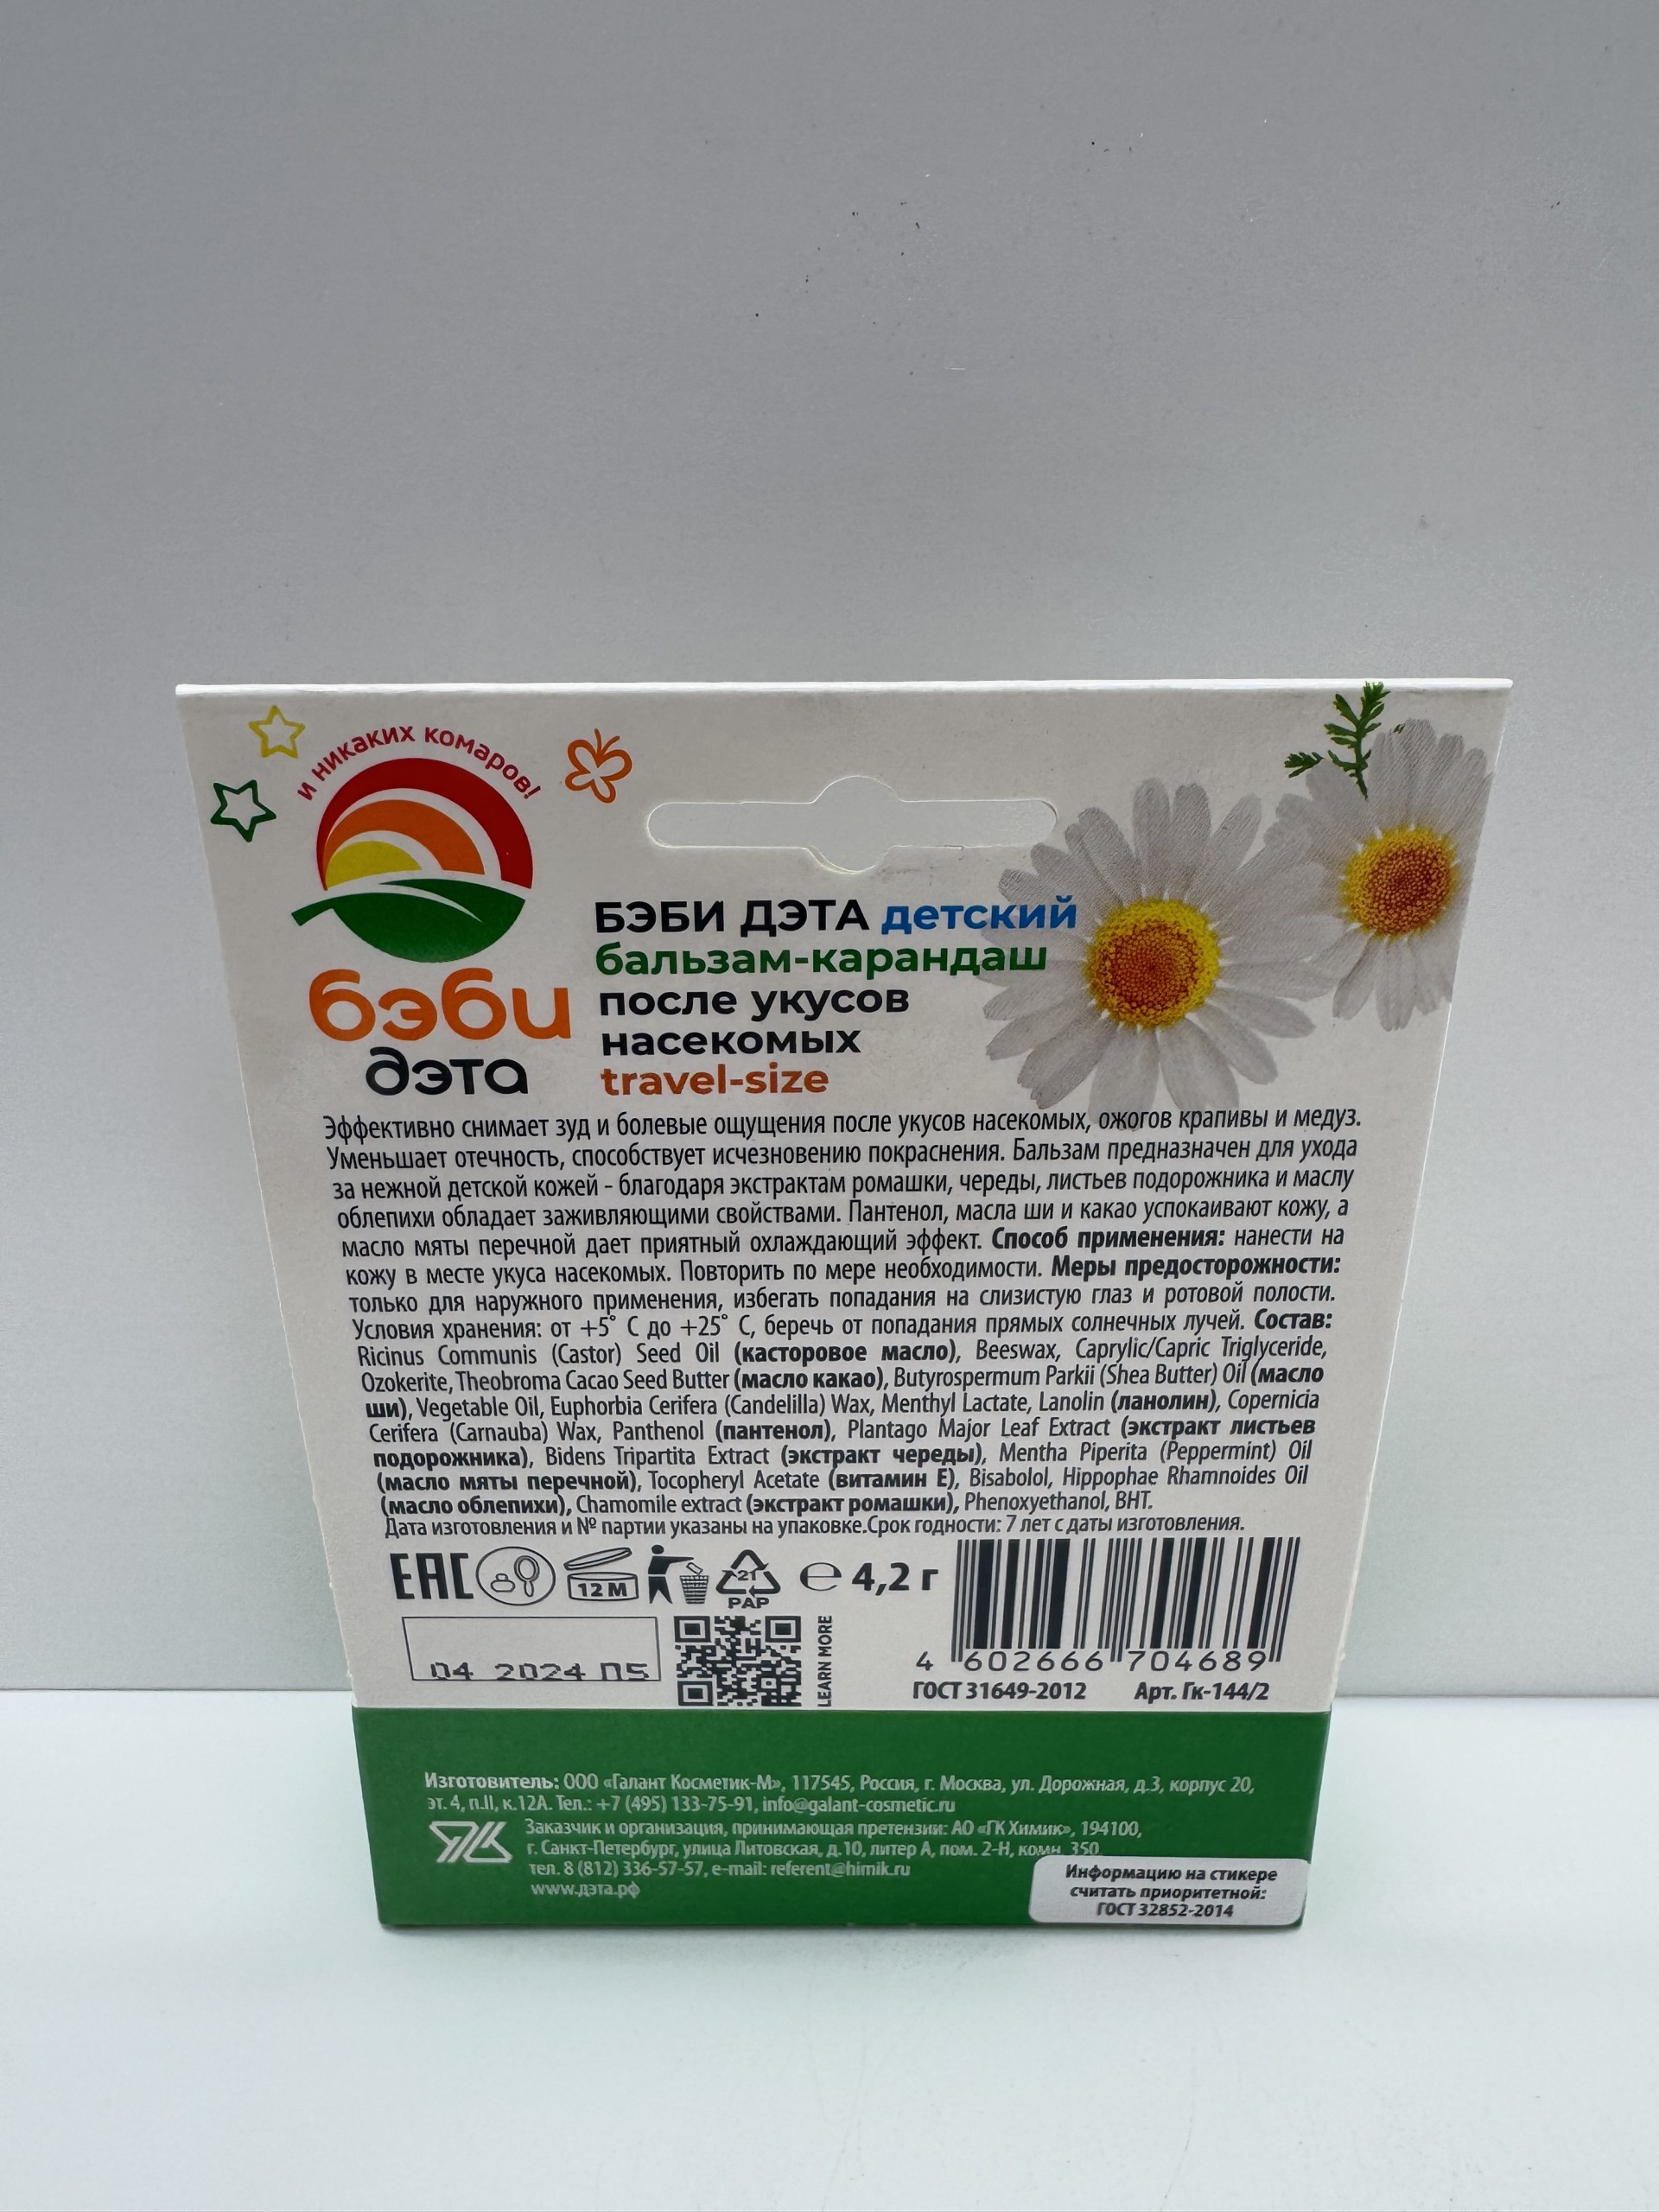 и никаких комаров!
бэби
дэта
БЭБИ ДЭТА детский
бальзам-карандаш
после укусов
насекомых
travel-size
Эффективно снимает зуд и болевые ощущения после укусов насекомых, ожогов крапивы и медуз.
Уменьшает отечность, способствует исчезновению покраснения. Бальзам предназначен для ухода
за нежной детской кожей - благодаря экстрактам ромашки, череды, листьев подорожника и маслу
облепихи обладает заживляющими свойствами. Пантенол, масла ши и какао успокаивают кожу, а
масло мяты перечной дает приятный охлаждающий эффект. Способ применения: нанести на
кожу в месте укуса насекомых. Повторить по мере необходимости. Меры предосторожности:
только для наружного применения, избегать попадания на слизистую глаз и ротовой полости.
Условия хранения: от +5° С до +25° С, беречь от попадания прямых солнечных лучей. Состав:
Ricinus Communis (Castor) Seed Oil (касторовое масло), Beeswax, Caprylic/Capric Triglyceride,
Ozokerite, Theobroma Cacao Seed Butter (масло какао), Butyrospermum Parkii (Shea Butter) Oil (масло
ши), Vegetable Oil, Euphorbia Cerifera (Candelilla) Wax, Menthyl Lactate, Lanolin (ланолин), Copernicia
Cerifera (Carnauba) Wax, Panthenol (пантенол), Plantago Major Leaf Extract (экстракт листьев
подорожника), Bidens Tripartita Extract (экстракт череды), Mentha Piperita (Peppermint) Oil
(масло мяты перечной), Tocopheryl Acetate (витамин Е), Bisabolol, Hippophae Rhamnoides Oil
(масло облепихи), Chamomile extract (экстракт ромашки), Phenoxyethanol, BHT.
Дата изготовления и № партии указаны на упаковке.Срок годности: 7 лет с даты изготовления.
EAC 12 M 21 PAP ℮ 4,2 г
04 2024 П5
LEARN MORE
4 602666 704689
ГОСТ 31649-2012 Арт. Гк-144/2
Изготовитель: ООО «Галант Косметик-М», 117545, Россия, г. Москва, ул. Дорожная, д.3, корпус 20,
эт. 4, п.II, к.12А. Тел.: +7 (495) 133-75-91, info@galant-cosmetic.ru
Заказчик и организация, принимающая претензии: АО «ГК Химик», 194100,
г. Санкт-Петербург, улица Литовская, д.10, литер А, пом. 2-Н, комн. 350,
тел. 8 (812) 336-57-57, e-mail: referent@himik.ru
www.дэта.рф
Информацию на стикере
считать приоритетной:
ГОСТ 32852-2014